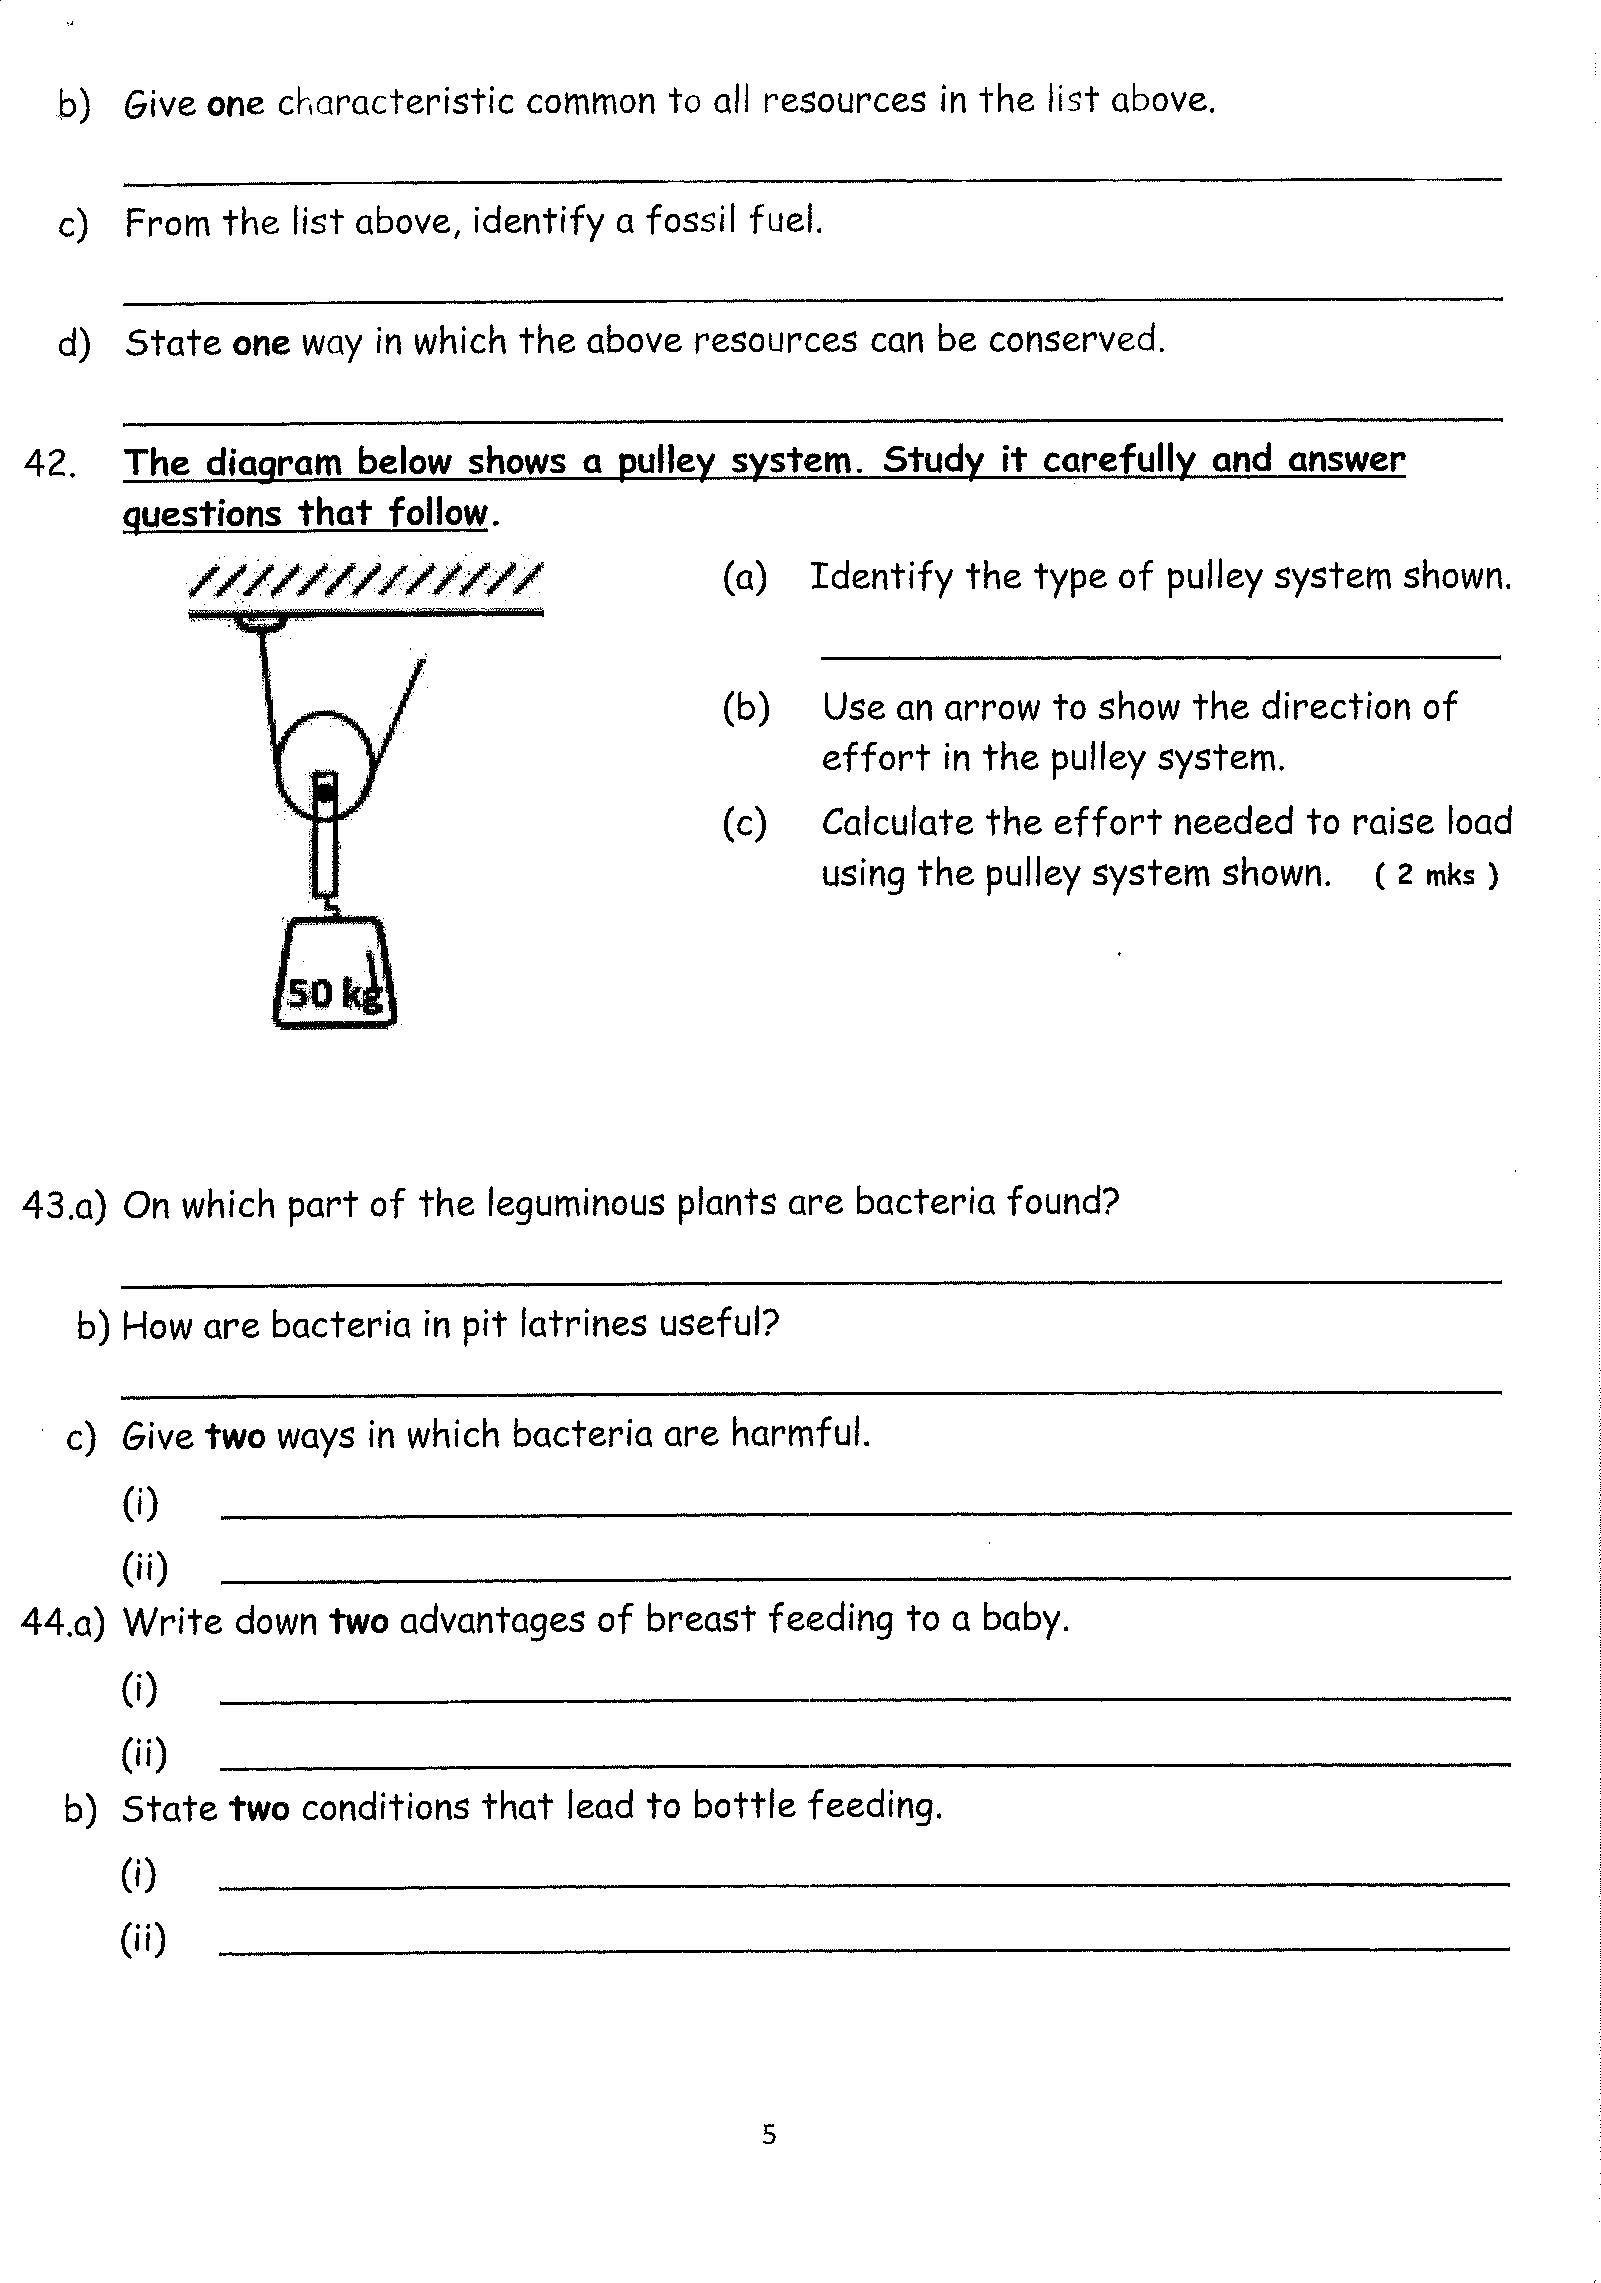 b) Give one characteristic common to all resources in the list above.
c) From the list above, identify a fossil fuel.
d) State one way in which the above resources can be conserved.
42. The diagram below shows a pulley system. Study it carefully and answer
questions that follow.
(a) Identify the type of pulley system shown.
(b) Use an arrow to show the direction of
effort in the pulley system.
(c) Calculate the effort needed to raise load
using the pulley system shown. ( 2 mks )
50 kg
43.a) On which part of the leguminous plants are bacteria found?
b) How are bacteria in pit latrines useful?
c) Give two ways in which bacteria are harmful.
(i)
(ii)
44.a) Write down two advantages of breast feeding to a baby.
(i)
(ii)
b) State two conditions that lead to bottle feeding.
(i)
(ii)
5